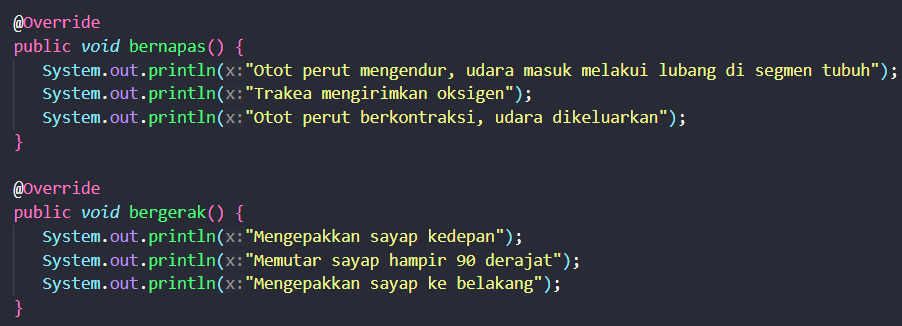 @Override
public void bernapas() {
System.out.println(x:"Otot perut mengendur, udara masuk melakui lubang di segmen tubuh");
System.out.println(x:"Trakea mengirimkan oksigen");
System.out.println(x:"Otot perut berkontraksi, udara dikeluarkan");
}
@Override
public void bergerak() {
System.out.println(x:"Mengepakkan sayap kedepan");
System.out.println(x:"Memutar sayap hampir 90 derajat");
System.out.println(x:"Mengepakkan sayap ke belakang");
}